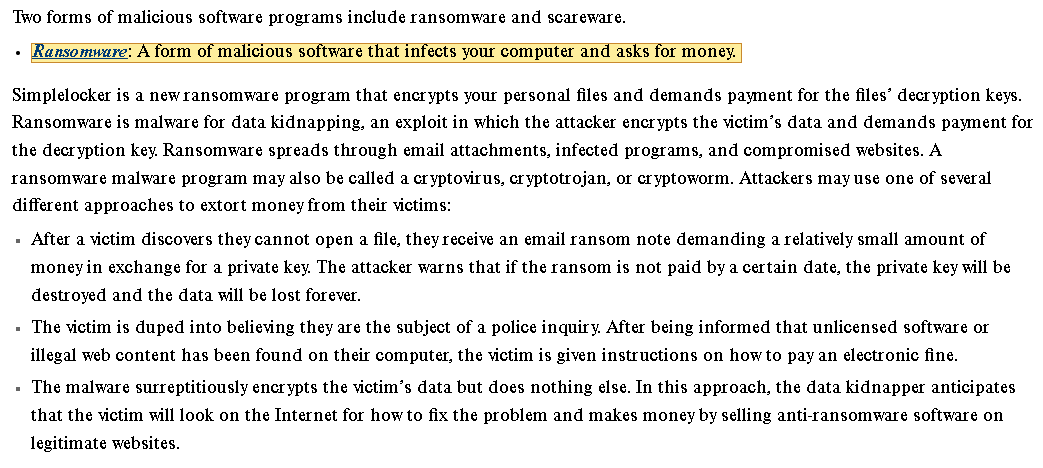 Two forms of malicious software programs include ransomware and scareware.
• Ransomware: A form of malicious software that infects your computer and asks for money.
Simplelocker is a new ransomware program that encrypts your personal files and demands payment for the files’ decryption keys.
Ransomware is malware for data kidnapping, an exploit in which the attacker encrypts the victim’s data and demands payment for
the decryption key. Ransomware spreads through email attachments, infected programs, and compromised websites. A
ransomware malware program may also be called a cryptovirus, cryptotrojan, or cryptoworm. Attackers may use one of several
different approaches to extort money from their victims:
▪ After a victim discovers they cannot open a file, they receive an email ransom note demanding a relatively small amount of
money in exchange for a private key. The attacker warns that if the ransom is not paid by a certain date, the private key will be
destroyed and the data will be lost forever.
▪ The victim is duped into believing they are the subject of a police inquiry. After being informed that unlicensed software or
illegal web content has been found on their computer, the victim is given instructions on how to pay an electronic fine.
▪ The malware surreptitiously encrypts the victim’s data but does nothing else. In this approach, the data kidnapper anticipates
that the victim will look on the Internet for how to fix the problem and makes money by selling anti-ransomware software on
legitimate websites.